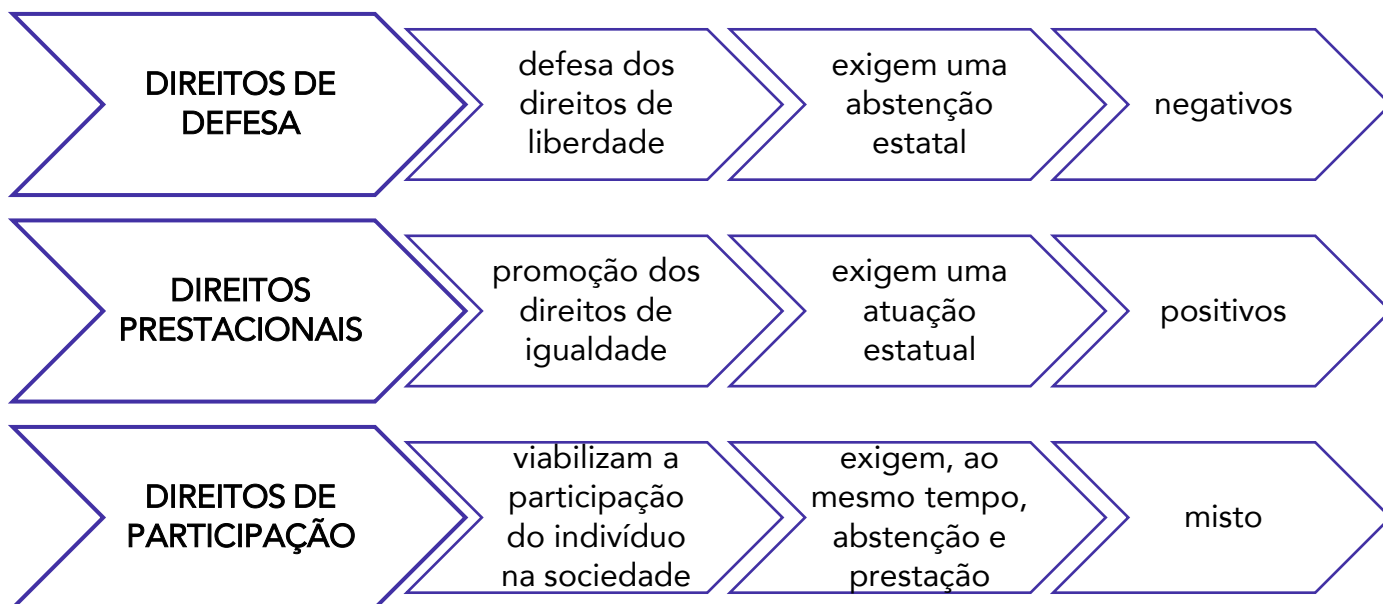 DIREITOS DE
DEFESA
defesa dos
direitos de
liberdade
exigem uma
abstenção
estatal
negativos
DIREITOS
PRESTACIONAIS
promoção dos
direitos de
igualdade
exigem uma
atuação
estatual
positivos
DIREITOS DE
PARTICIPAÇÃO
viabilizam a
participação
do indivíduo
na sociedade
exigem, ao
mesmo tempo,
abstenção e
prestação
misto